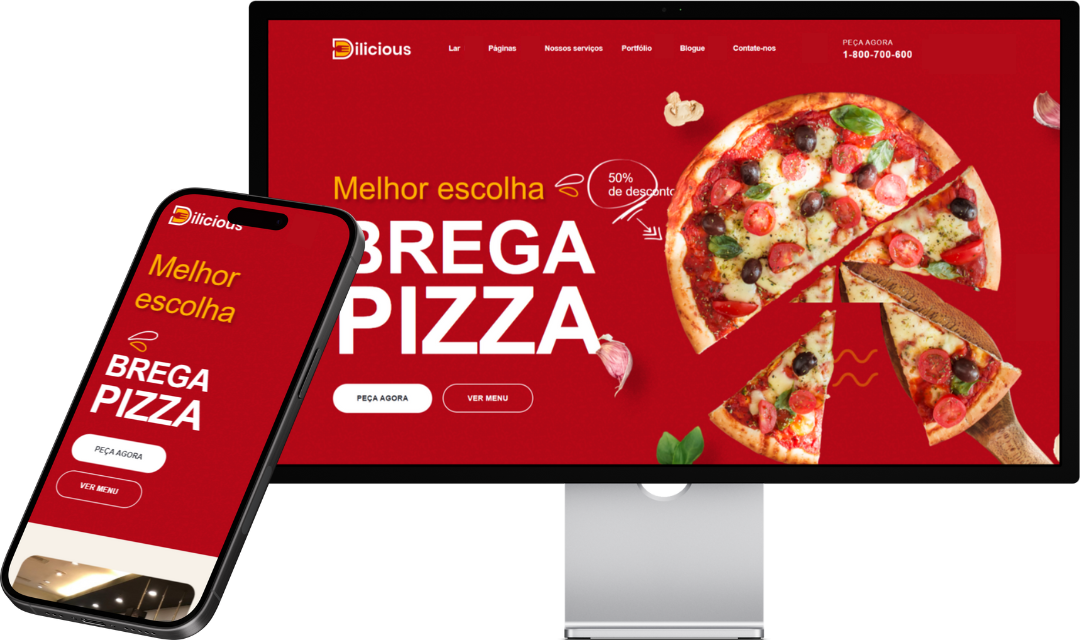 Dilicious
Lar Páginas Nossos serviços Portfólio Blogue Contate-nos
PEÇA AGORA
1-800-700-600
Melhor escolha
50%
de desconto
BREGA
PIZZA
PEÇA AGORA
VER MENU
Dilicious
Melhor
escolha
BREGA
PIZZA
PEÇA AGORA
VER MENU